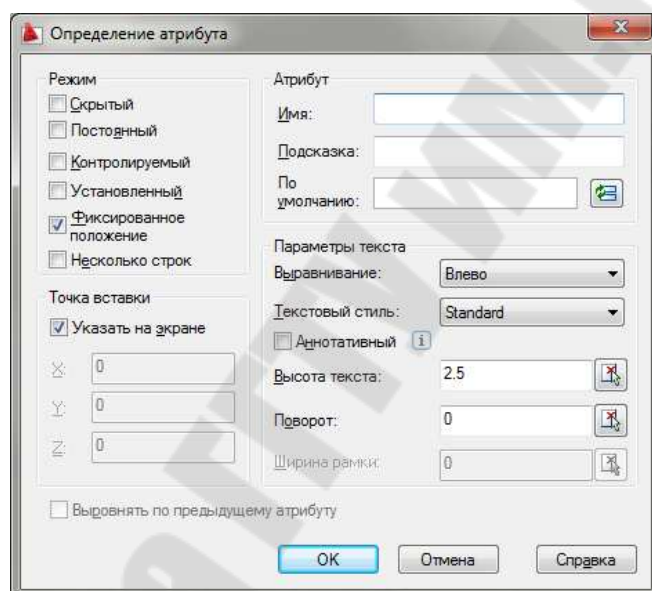 Определение атрибута
Режим
Скрытый
Постоянный
Контролируемый
Установленный
Фиксированное
положение
Несколько строк
Точка вставки
Указать на экране
X: 0
Y: 0
Z: 0
Атрибут
Имя:
Подсказка:
По
умолчанию:
Параметры текста
Выравнивание: Влево
Текстовый стиль: Standard
Аннотативный i
Высота текста: 2.5
Поворот: 0
Ширина рамки: 0
Выровнять по предыдущему атрибуту
OK Отмена Справка